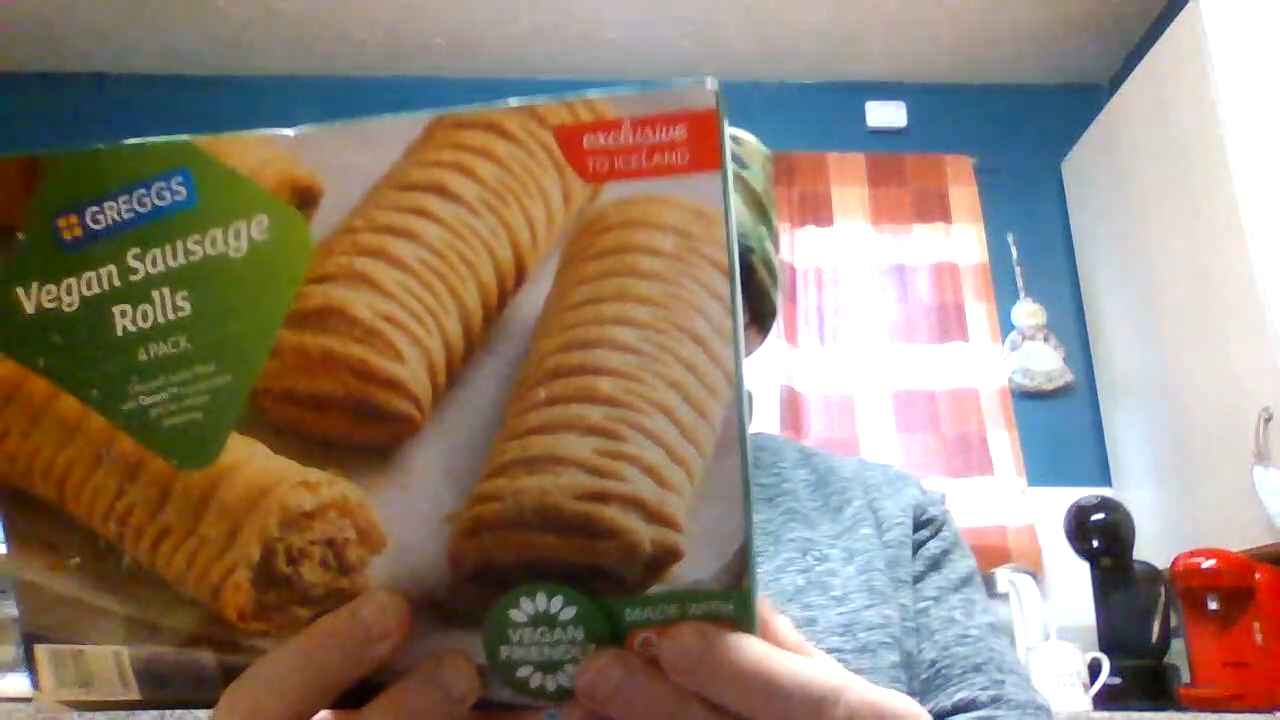 GREGGS
Vegan Sausage
Rolls
4 PACK
exclusive
TO ICELAND
VEGAN
FRIENDLY
MADE WITH